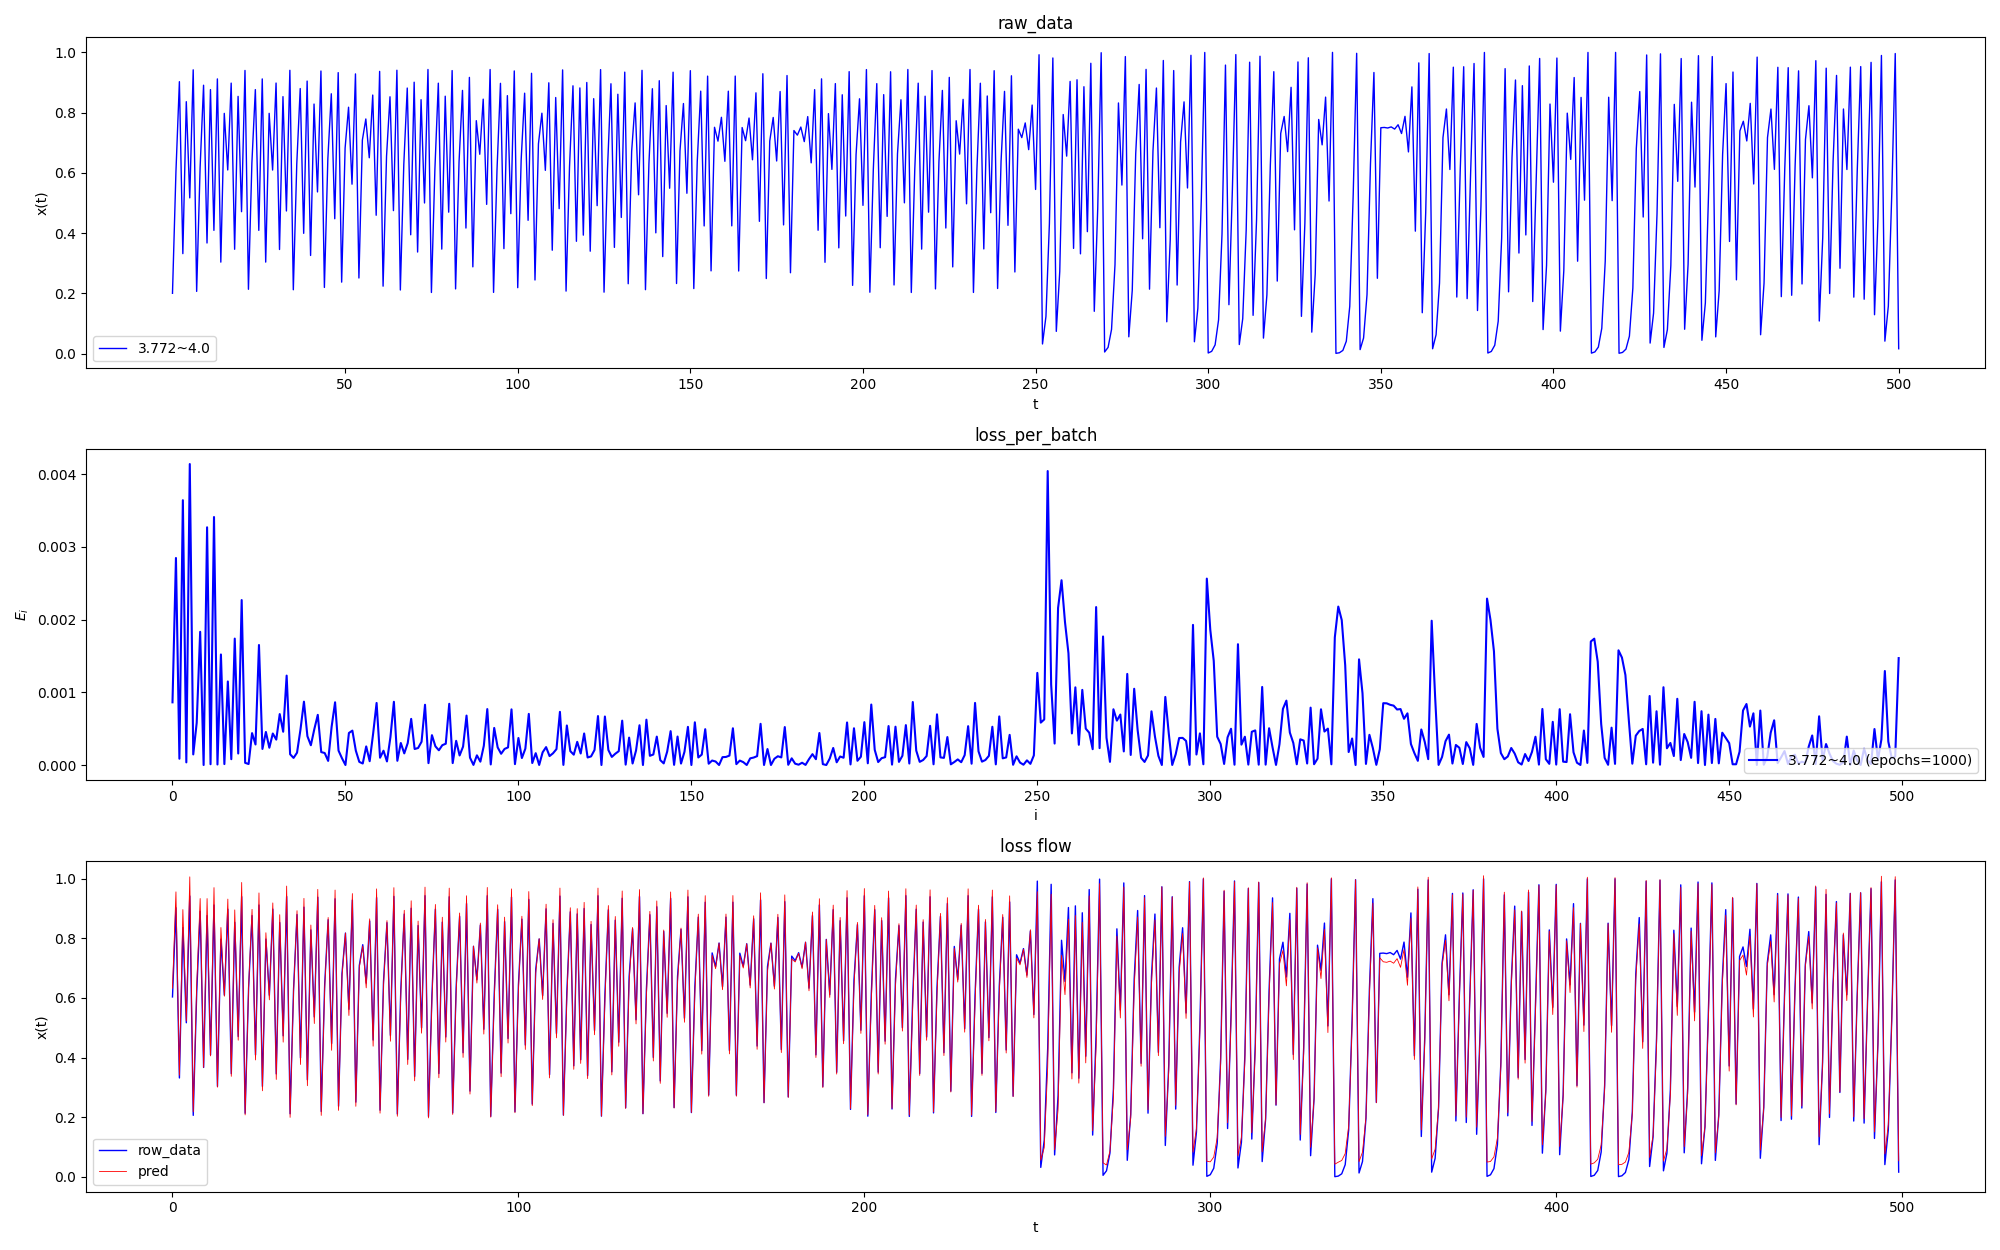 raw_data
1.0
0.8
0.6
0.4
0.2
0.0
x(t)
3.772~4.0
50 100 150 200 250 300 350 400 450 500
t
loss_per_batch
0.004
0.003
0.002
0.001
0.000
E_i
3.772~4.0 (epochs=1000)
0 50 100 150 200 250 300 350 400 450 500
i
loss flow
1.0
0.8
0.6
0.4
0.2
0.0
x(t)
row_data
pred
0 100 200 300 400 500
t